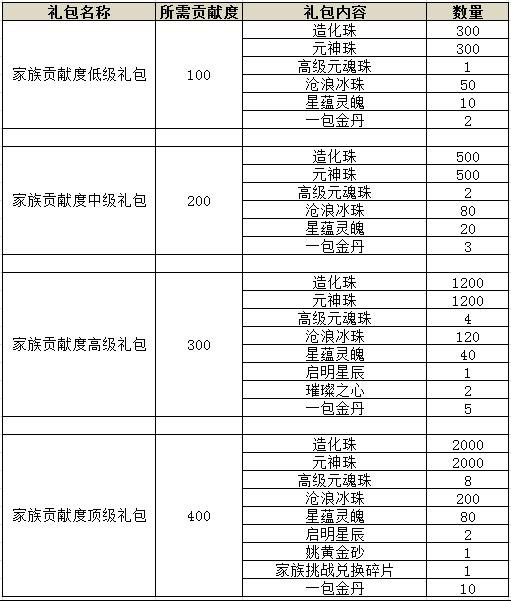 礼包名称 所需贡献度 礼包内容 数量
家族贡献度低级礼包 100 造化珠 300
元神珠 300
高级元魂珠 1
沧浪冰珠 50
星蕴灵魄 10
一包金丹 2
家族贡献度中级礼包 200 造化珠 500
元神珠 500
高级元魂珠 2
沧浪冰珠 80
星蕴灵魄 20
一包金丹 3
家族贡献度高级礼包 300 造化珠 1200
元神珠 1200
高级元魂珠 4
沧浪冰珠 120
星蕴灵魄 40
启明星辰 1
璀璨之心 2
一包金丹 5
家族贡献度顶级礼包 400 造化珠 2000
元神珠 2000
高级元魂珠 8
沧浪冰珠 200
星蕴灵魄 80
启明星辰 2
姚黄金砂 1
家族挑战兑换碎片 1
一包金丹 10